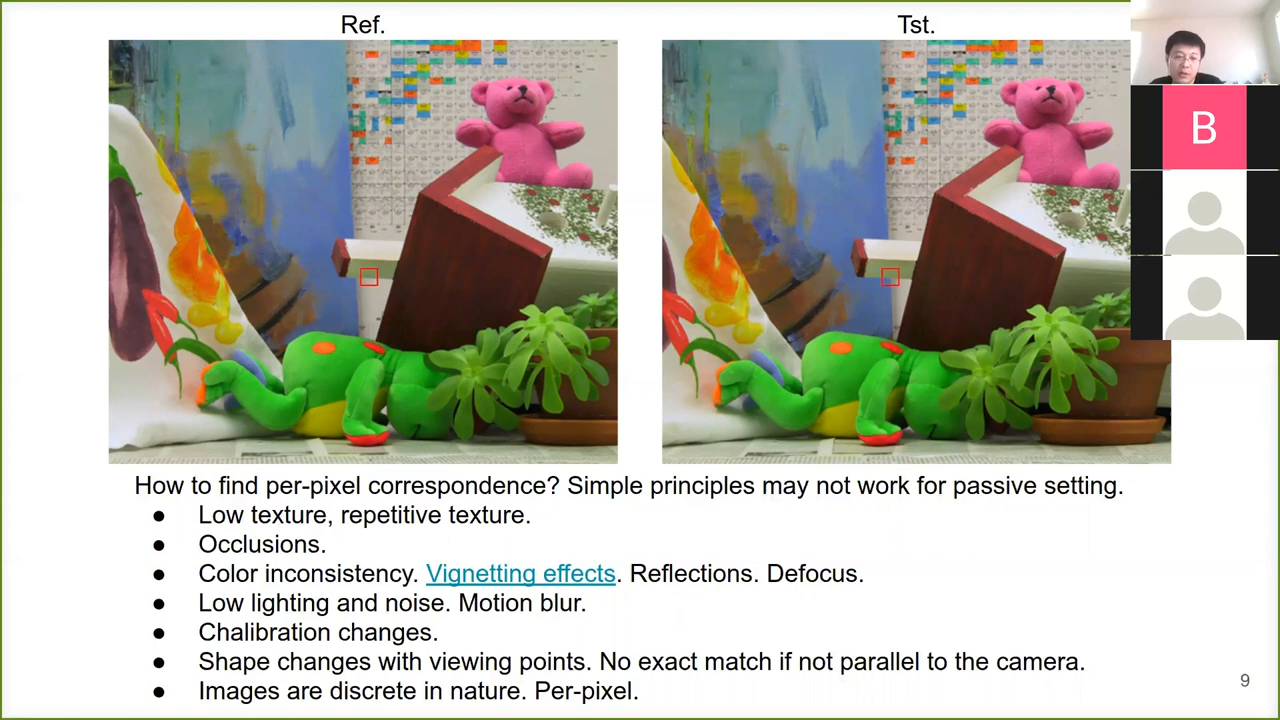 Ref.
Tst.
B
How to find per-pixel correspondence? Simple principles may not work for passive setting.
● Low texture, repetitive texture.
● Occlusions.
● Color inconsistency. Vignetting effects. Reflections. Defocus.
● Low lighting and noise. Motion blur.
● Chalibration changes.
● Shape changes with viewing points. No exact match if not parallel to the camera.
● Images are discrete in nature. Per-pixel.
9